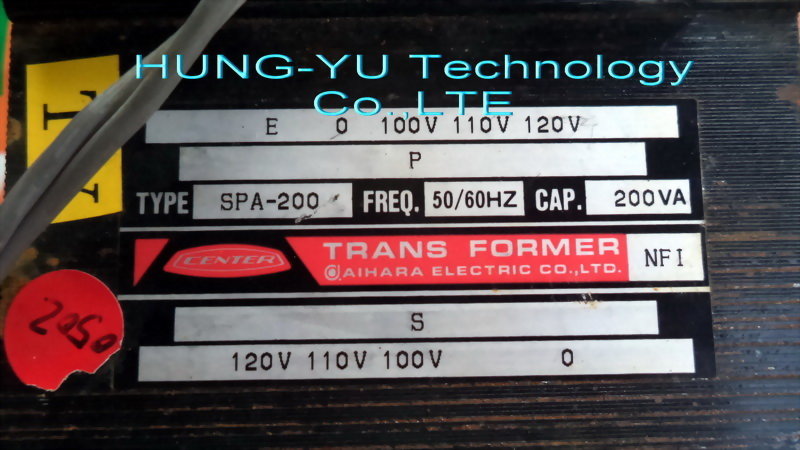 HUNG-YU Technology
Co.,LTE
E 0 100V 110V 120V
P
TYPE SPA-200 FREQ. 50/60HZ CAP. 200VA
CENTER TRANS FORMER NFI
AIHARA ELECTRIC CO.,LTD.
S
120V 110V 100V 0
2050